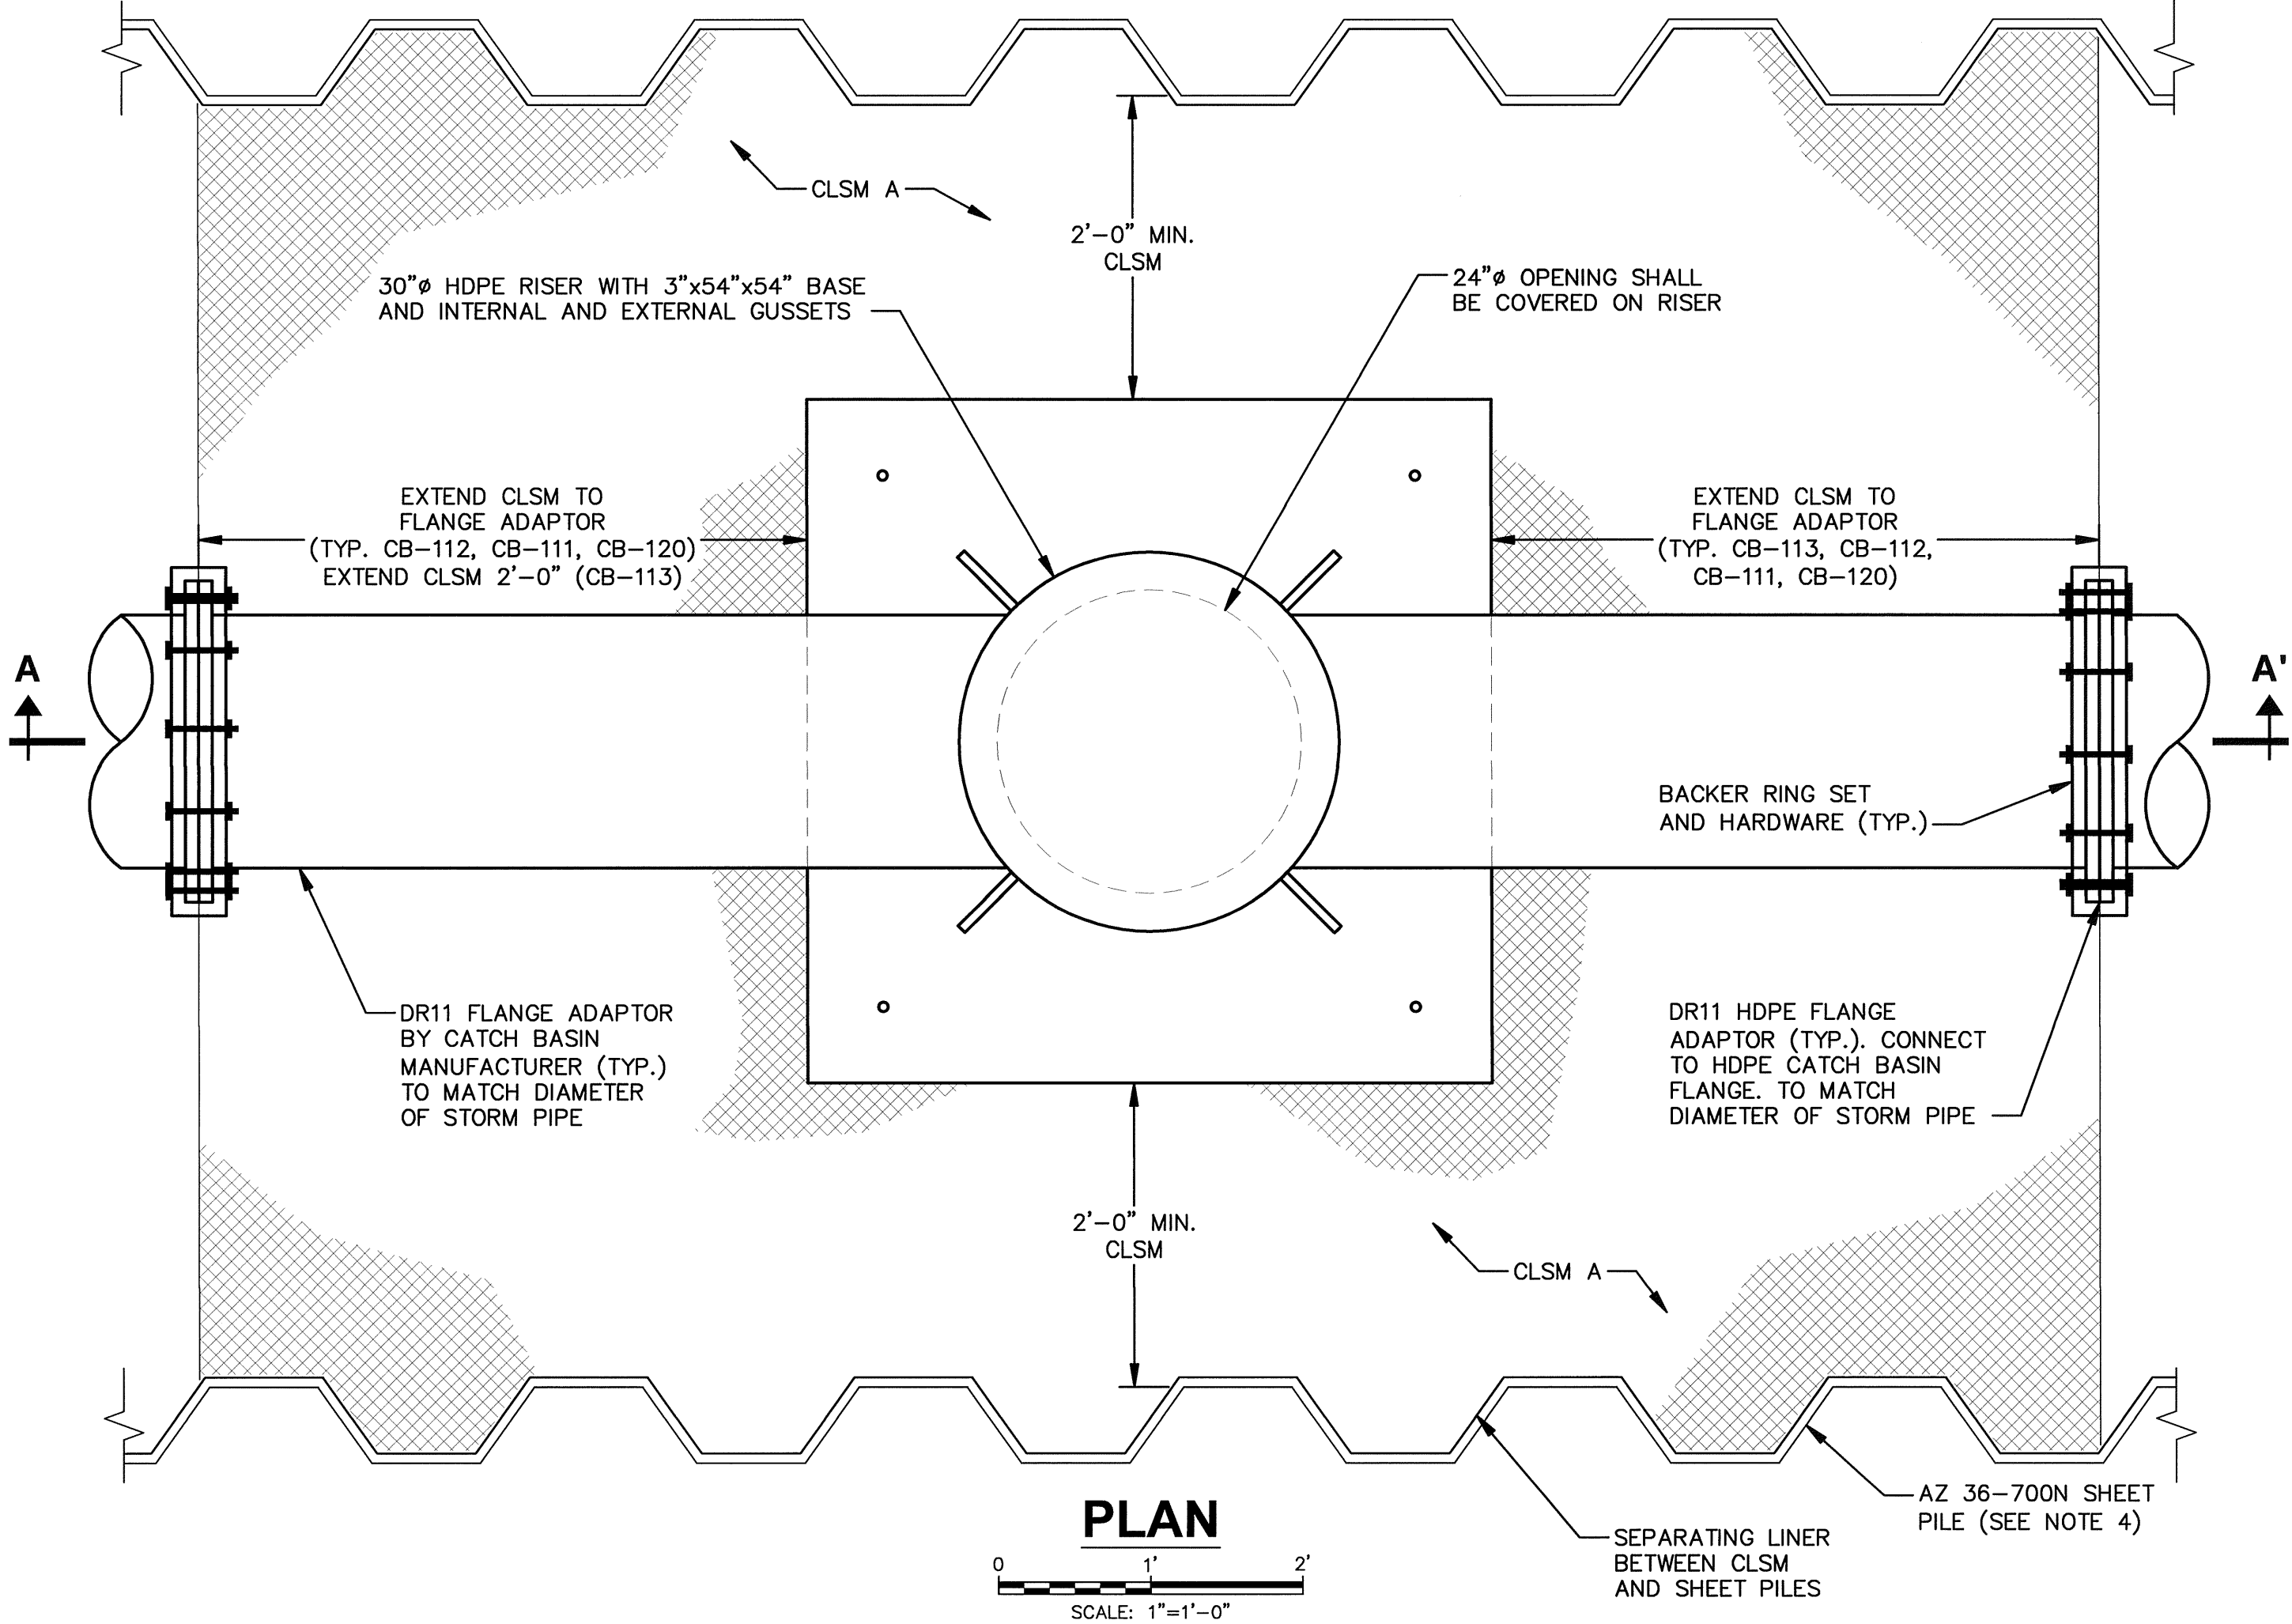 CLSM A
2'-0" MIN.
CLSM
30"ø HDPE RISER WITH 3"x54"x54" BASE
AND INTERNAL AND EXTERNAL GUSSETS
24"ø OPENING SHALL
BE COVERED ON RISER
EXTEND CLSM TO
FLANGE ADAPTOR
(TYP. CB-112, CB-111, CB-120)
EXTEND CLSM 2'-0" (CB-113)
EXTEND CLSM TO
FLANGE ADAPTOR
(TYP. CB-113, CB-112,
CB-111, CB-120)
A
A'
BACKER RING SET
AND HARDWARE (TYP.)
DR11 FLANGE ADAPTOR
BY CATCH BASIN
MANUFACTURER (TYP.)
TO MATCH DIAMETER
OF STORM PIPE
DR11 HDPE FLANGE
ADAPTOR (TYP.). CONNECT
TO HDPE CATCH BASIN
FLANGE. TO MATCH
DIAMETER OF STORM PIPE
2'-0" MIN.
CLSM
CLSM A
AZ 36-700N SHEET
PILE (SEE NOTE 4)
SEPARATING LINER
BETWEEN CLSM
AND SHEET PILES
PLAN
0 1' 2'
SCALE: 1"=1'-0"